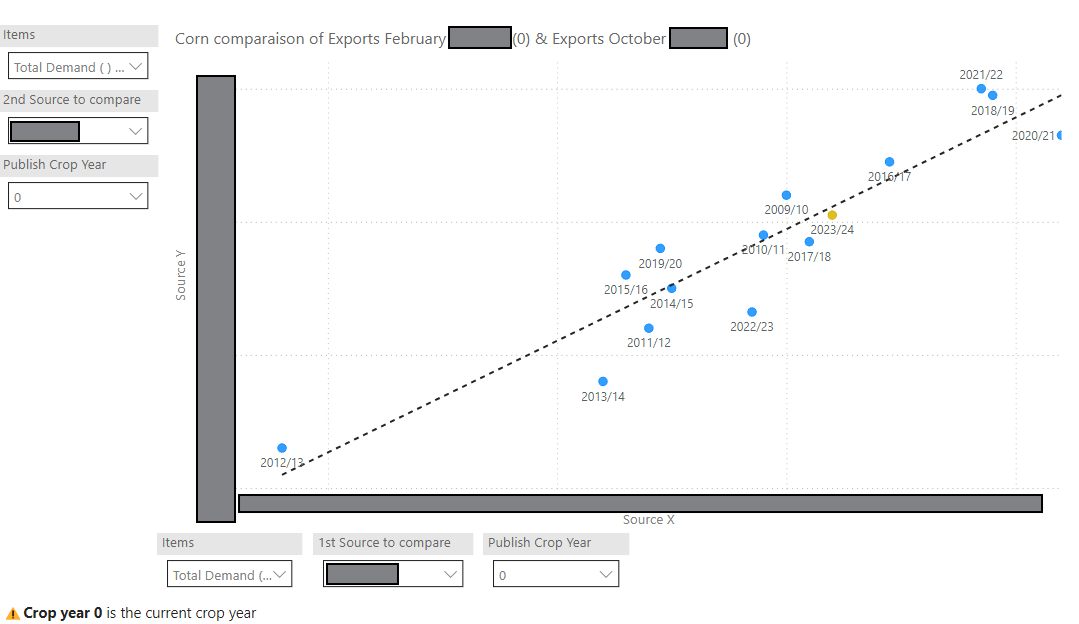 Items
Total Demand ( ) ...
2nd Source to compare
Publish Crop Year
0
Corn comparaison of Exports February (0) & Exports October (0)
Source Y
2021/22
2018/19
2020/21
2016/17
2009/10
2023/24
2010/11
2017/18
2019/20
2015/16
2014/15
2022/23
2011/12
2013/14
2012/13
Source X
Items
Total Demand (...
1st Source to compare
Publish Crop Year
0
Crop year 0 is the current crop year